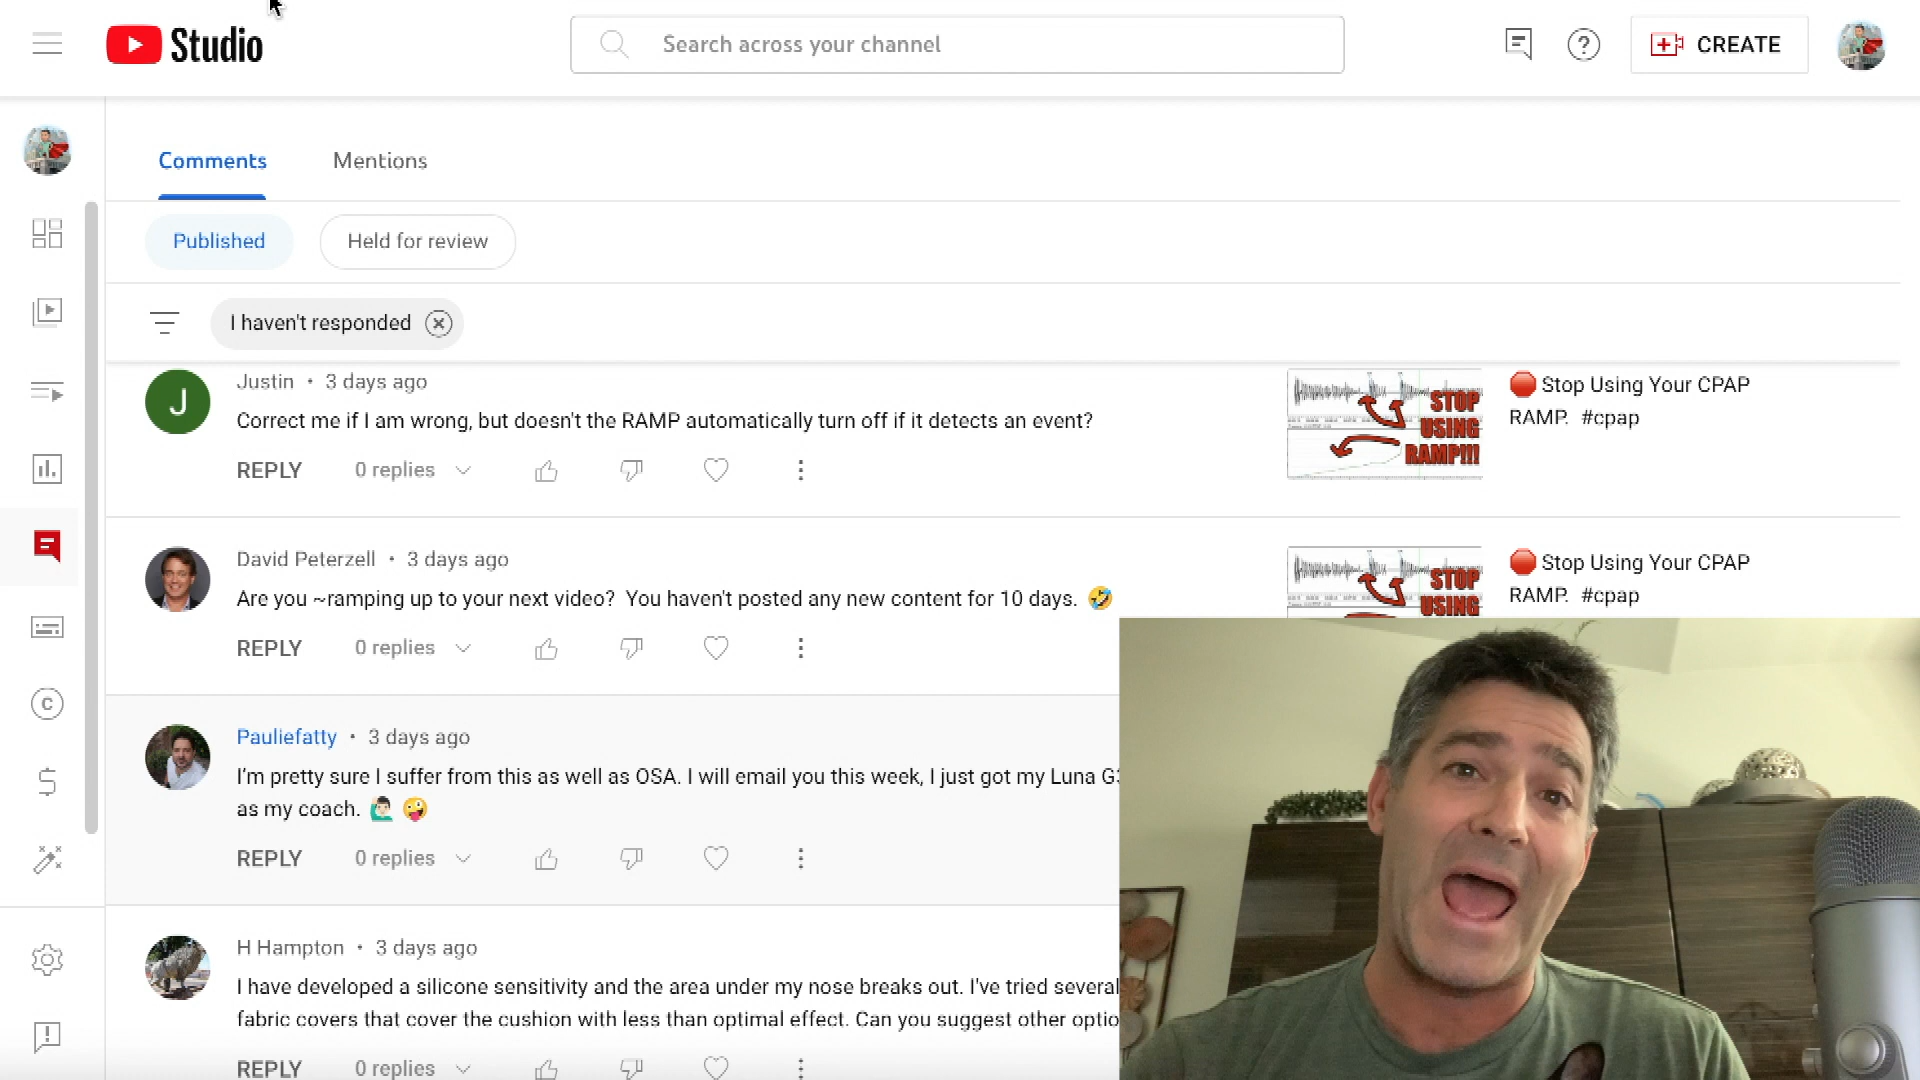 Studio
Search across your channel
CREATE
Comments
Mentions
Published
Held for review
I haven't responded
Justin • 3 days ago
Correct me if I am wrong, but doesn't the RAMP automatically turn off if it detects an event?
REPLY
0 replies
STOP
USING
RAMP!!!
🛑 Stop Using Your CPAP
RAMP. #cpap
David Peterzell • 3 days ago
Are you ~ramping up to your next video? You haven't posted any new content for 10 days. 🤣
REPLY
0 replies
STOP
USING
🛑 Stop Using Your CPAP
RAMP. #cpap
Pauliefatty • 3 days ago
I'm pretty sure I suffer from this as well as OSA. I will email you this week, I just got my Luna G3
as my coach. 🙋🏻‍♂️ 🤪
REPLY
0 replies
H Hampton • 3 days ago
I have developed a silicone sensitivity and the area under my nose breaks out. I've tried several
fabric covers that cover the cushion with less than optimal effect. Can you suggest other optio
REPLY
0 replies